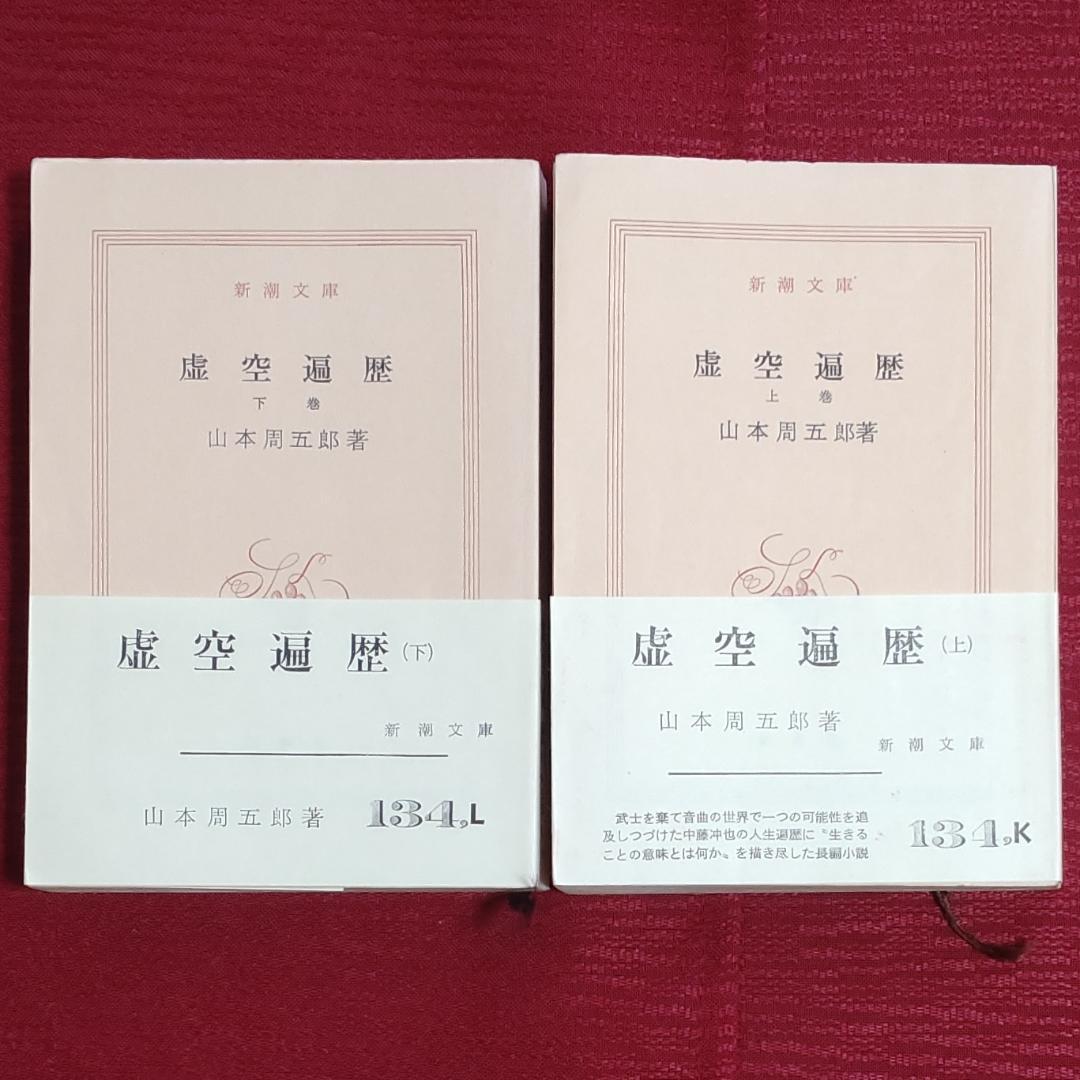 新潮文庫
虚空遍歴
下巻
山本周五郎著
虚空遍歴(下)
新潮文庫
山本周五郎著
134,L
新潮文庫
虚空遍歴
上巻
山本周五郎著
虚空遍歴(上)
山本周五郎著
新潮文庫
武士を棄て音曲の世界で一つの可能性を追
及しつづけた中藤冲也の人生遍歴に〝生きる
ことの意味とは何か〟を描き尽した長編小説
134,K